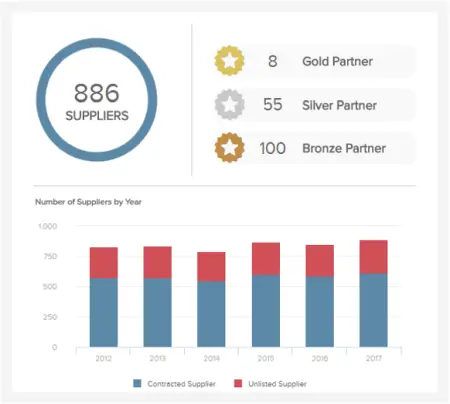 886
SUPPLIERS
8 Gold Partner
55 Silver Partner
100 Bronze Partner
Number of Suppliers by Year
1,000
750
500
250
0
2012 2013 2014 2015 2016 2017
Contracted Supplier Unlisted Supplier